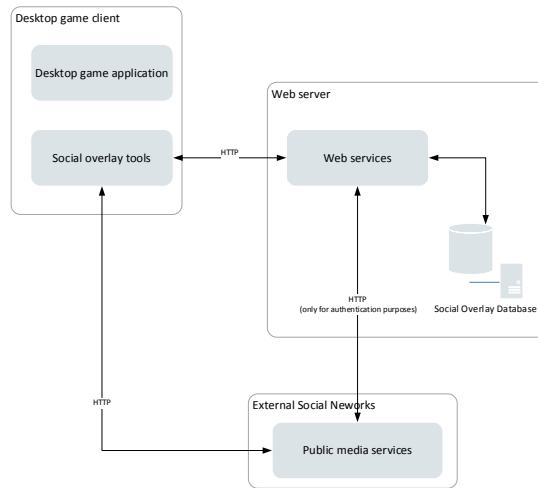 Desktop game client
Desktop game application
Social overlay tools
HTTP
Web server
Web services
HTTP
(only for authentication purposes)
Social Overlay Database
HTTP
External Social Neworks
Public media services